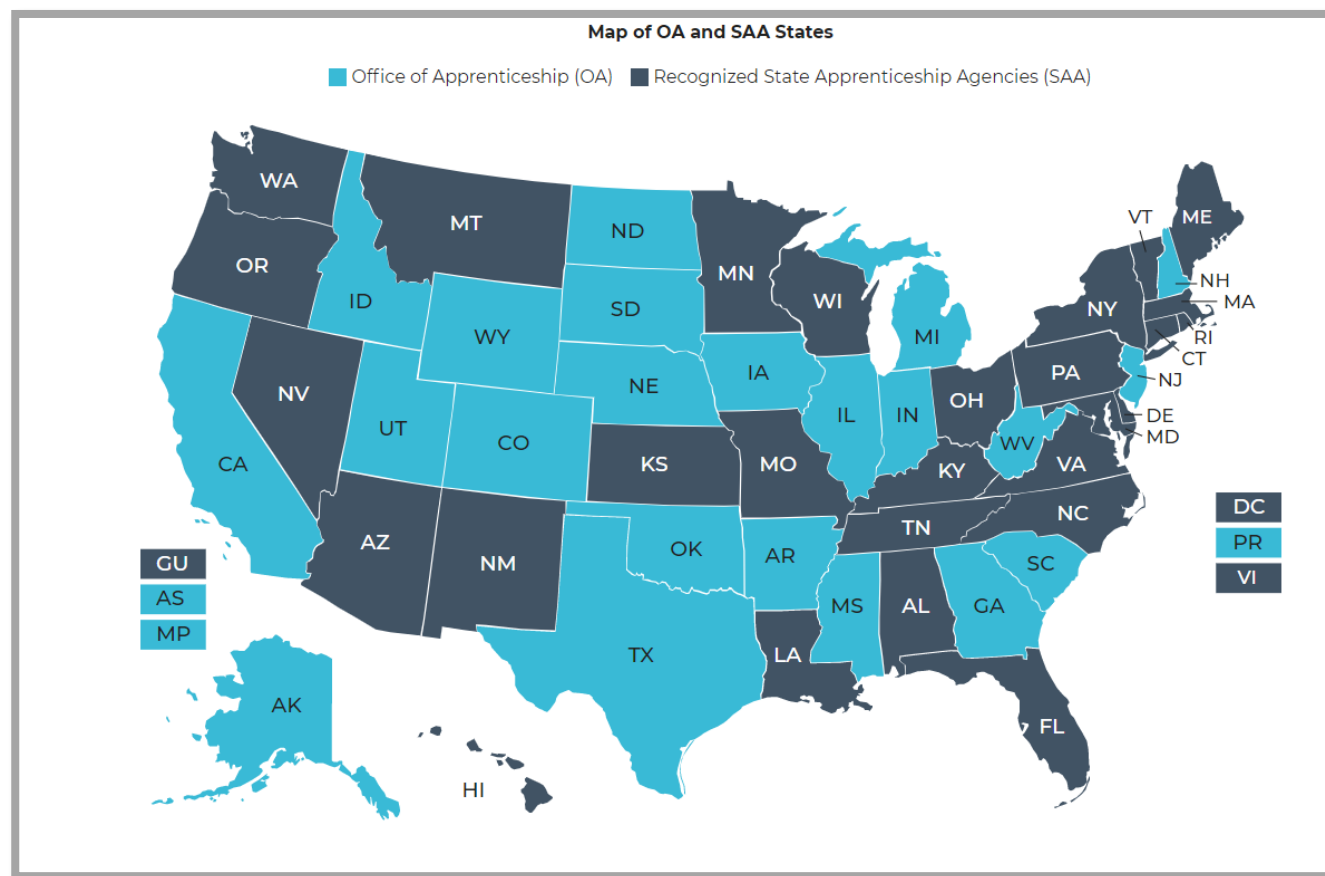 Map of OA and SAA States
Office of Apprenticeship (OA) Recognized State Apprenticeship Agencies (SAA)
WA
MT
ND
MN
VT
ME
OR
ID
SD
WI
NH
MA
NY
WY
MI
RI
CT
NE
IA
PA
NJ
NV
UT
CO
IL
IN
OH
DE
MD
WV
CA
KS
MO
KY
VA
DC
TN
NC
AZ
NM
OK
AR
PR
GU
SC
VI
AS
MS
AL
GA
MP
TX
LA
AK
FL
HI